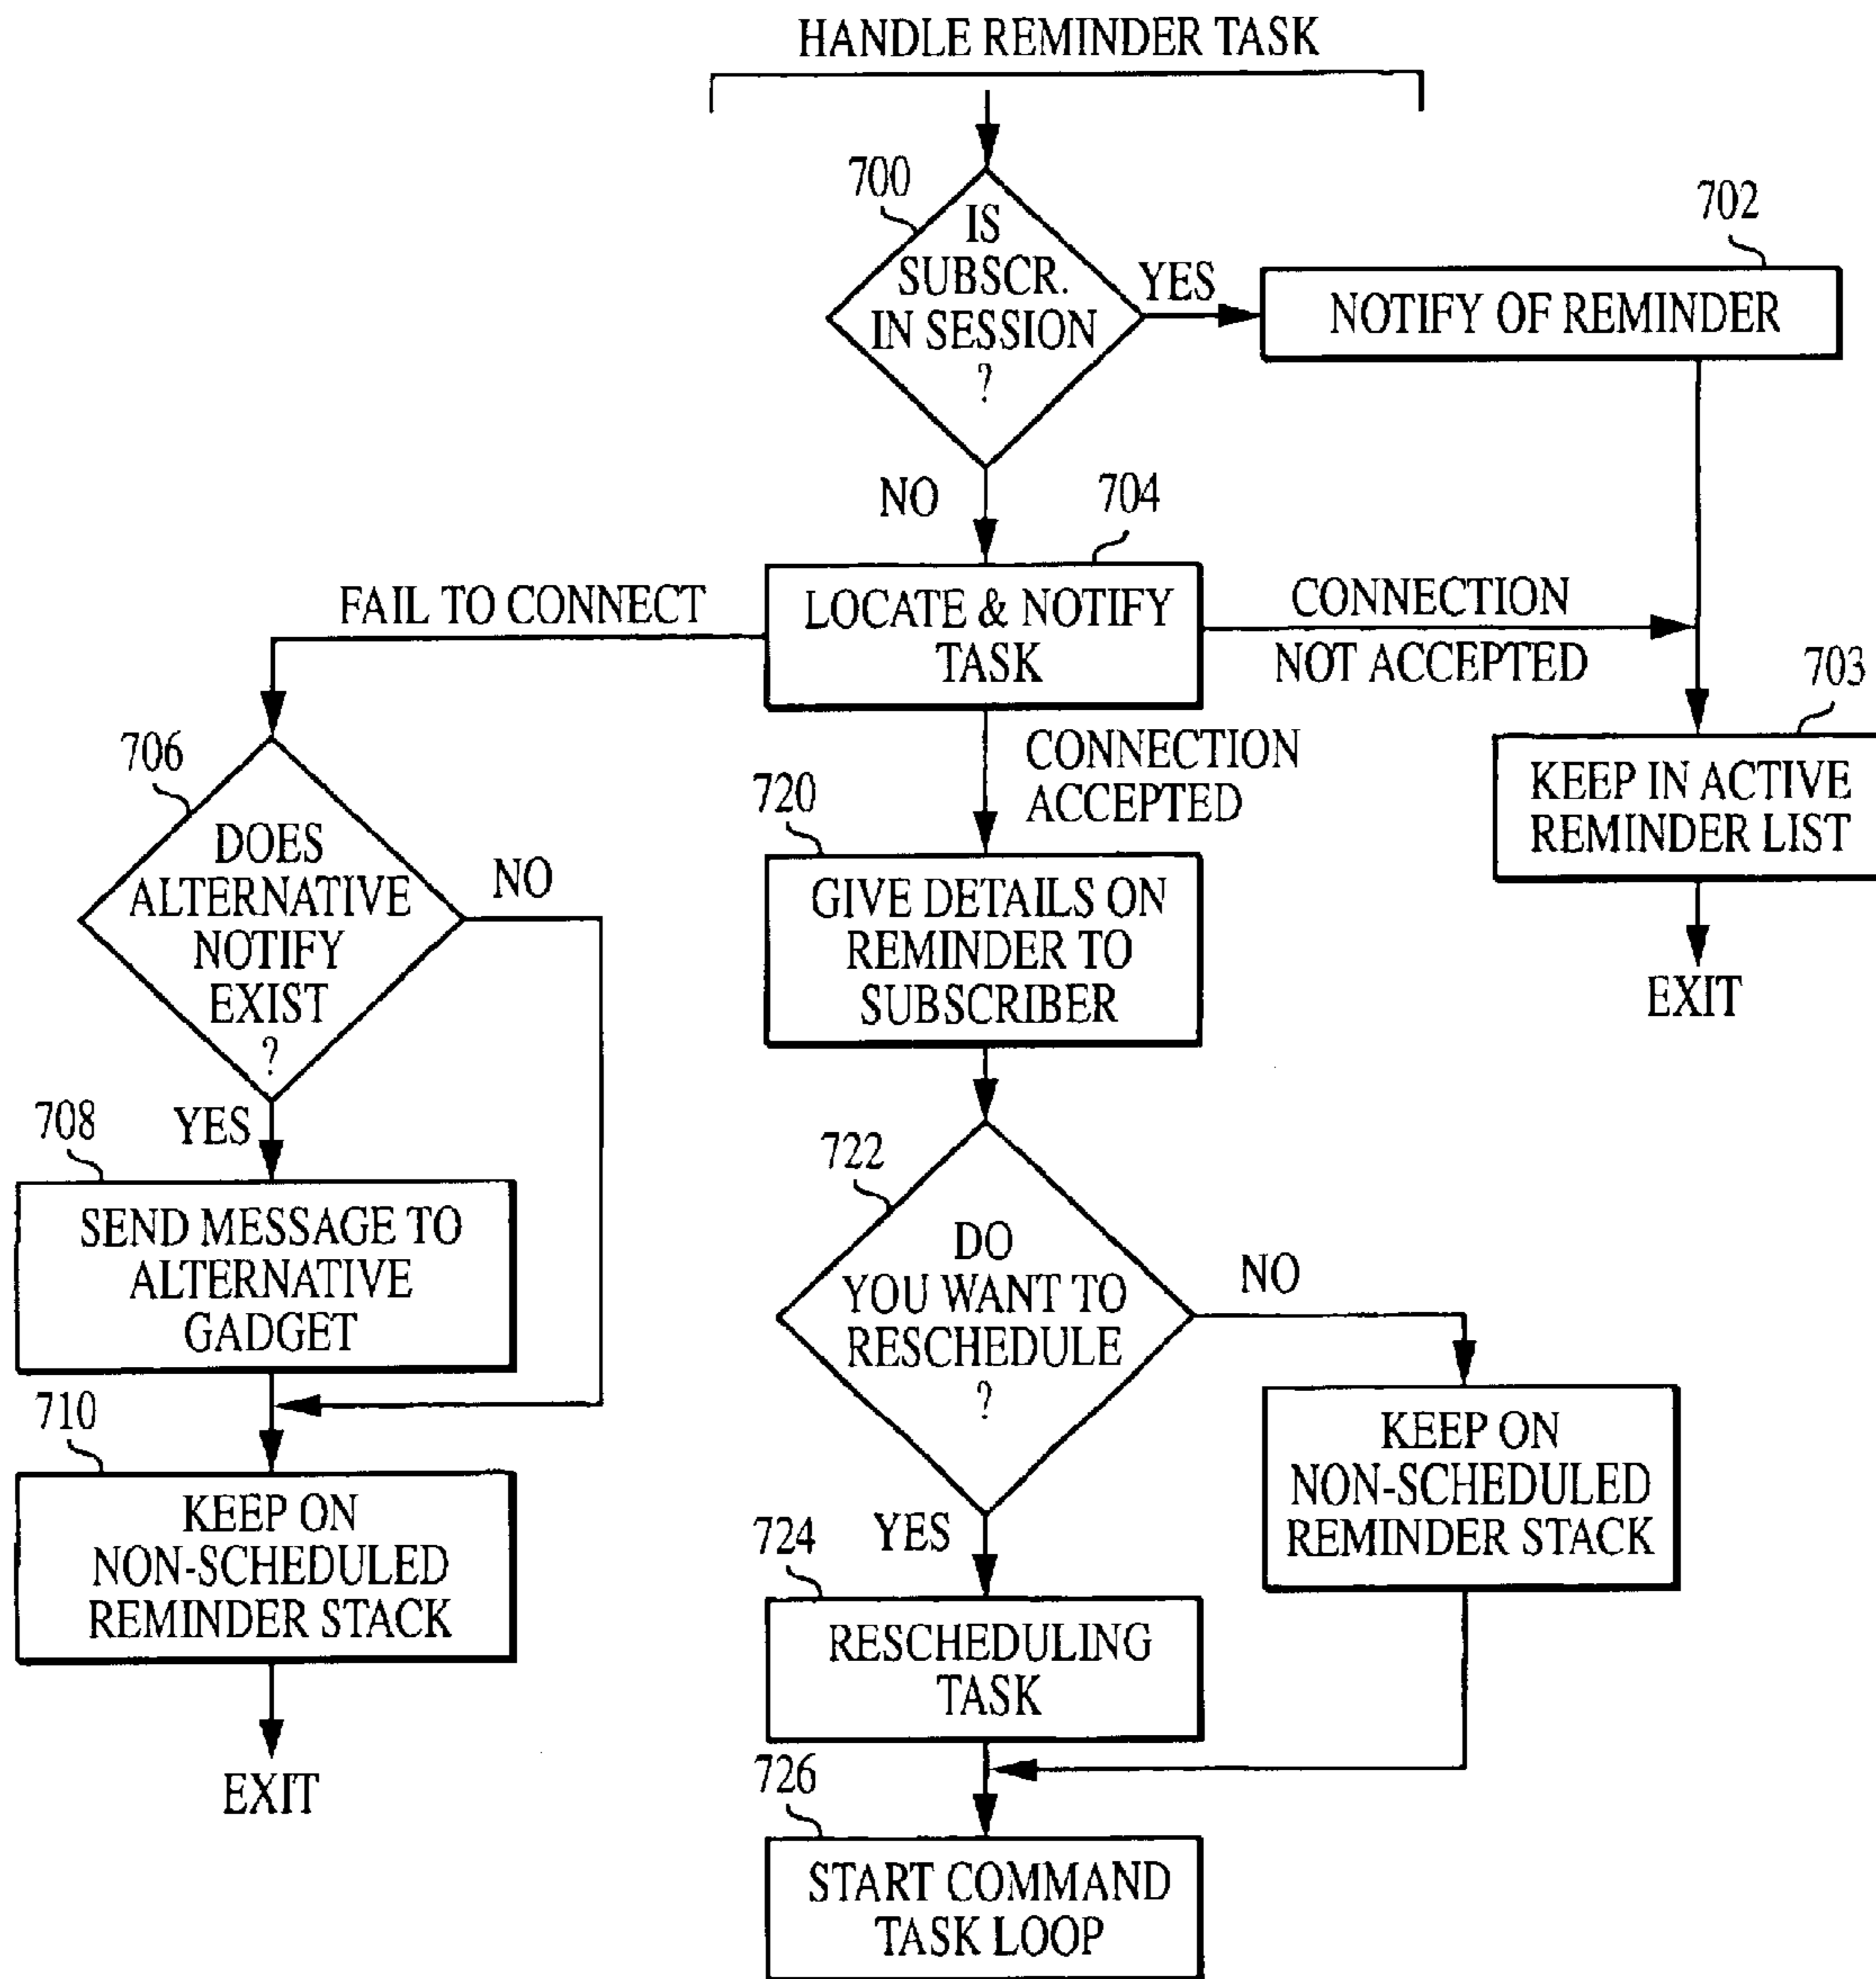 HANDLE REMINDER TASK
700
IS
SUBSCR.
IN SESSION
?
YES
702
NOTIFY OF REMINDER
NO
704
LOCATE & NOTIFY
TASK
FAIL TO CONNECT
CONNECTION
NOT ACCEPTED
703
KEEP IN ACTIVE
REMINDER LIST
EXIT
CONNECTION
ACCEPTED
706
DOES
ALTERNATIVE
NOTIFY
EXIST
?
NO
YES
708
SEND MESSAGE TO
ALTERNATIVE
GADGET
710
KEEP ON
NON-SCHEDULED
REMINDER STACK
EXIT
720
GIVE DETAILS ON
REMINDER TO
SUBSCRIBER
722
DO
YOU WANT TO
RESCHEDULE
?
NO
KEEP ON
NON-SCHEDULED
REMINDER STACK
YES
724
RESCHEDULING
TASK
726
START COMMAND
TASK LOOP